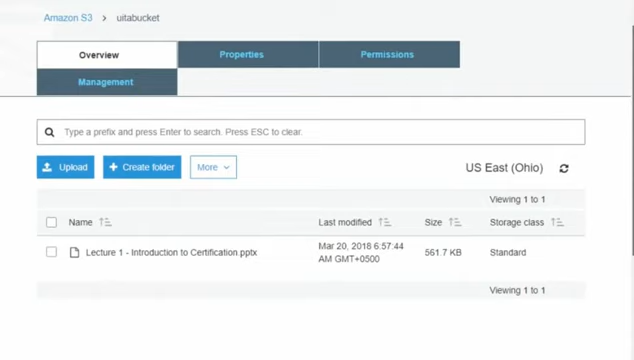 Amazon S3 > uitabucket
Overview Properties Permissions
Management
Type a prefix and press Enter to search. Press ESC to clear.
Upload + Create folder More US East (Ohio)
Viewing 1 to 1
Name Last modified Size Storage class
Lecture 1 - Introduction to Certification.pptx Mar 20, 2018 6:57:44 561.7 KB Standard
AM GMT+0500
Viewing 1 to 1